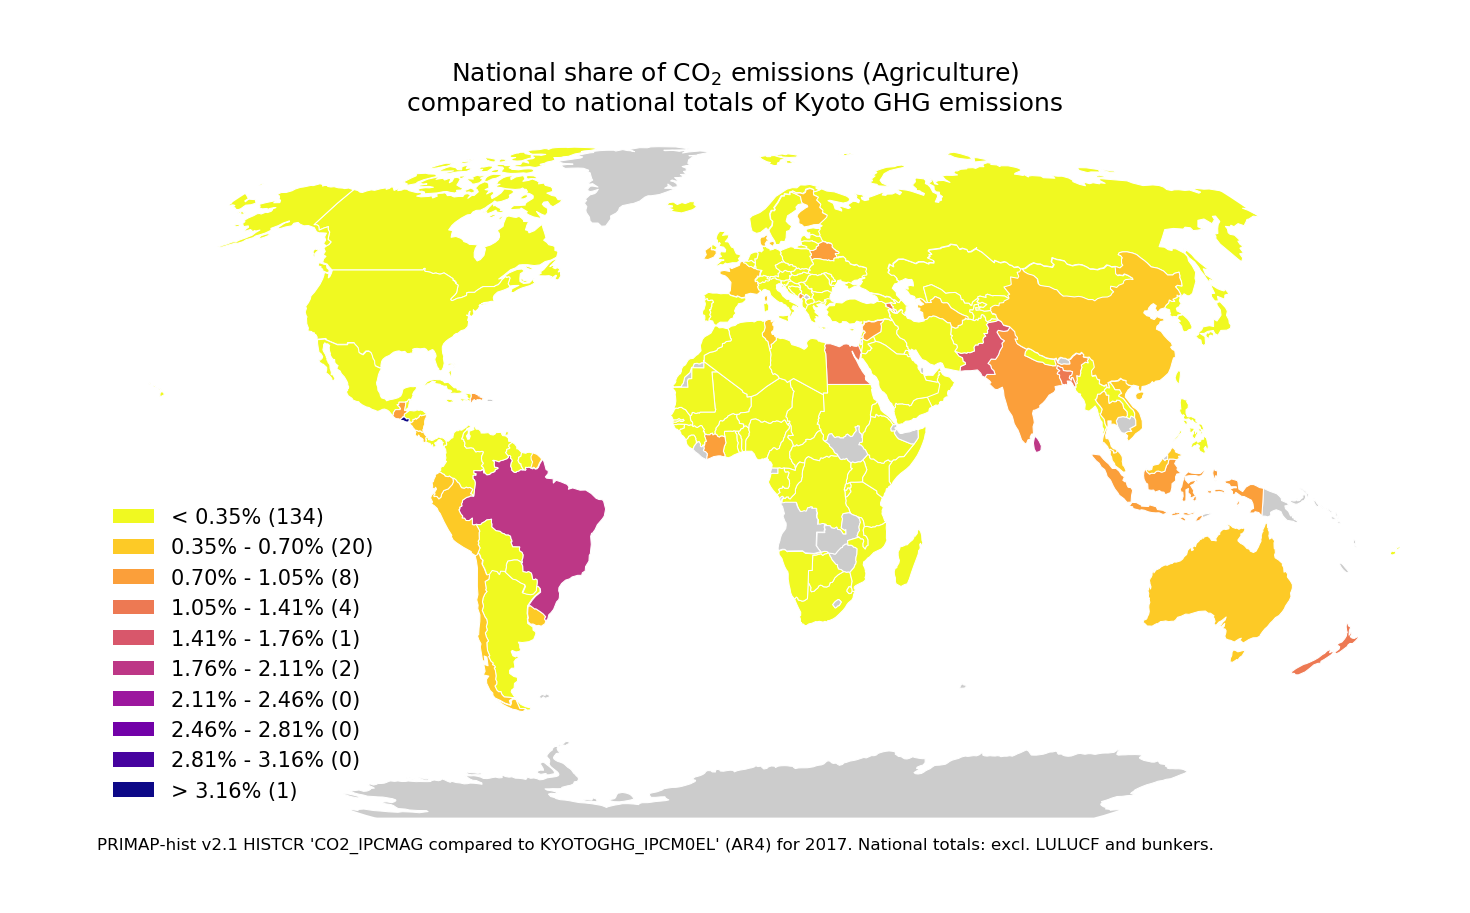 National share of CO₂ emissions (Agriculture)
compared to national totals of Kyoto GHG emissions
< 0.35% (134)
0.35% - 0.70% (20)
0.70% - 1.05% (8)
1.05% - 1.41% (4)
1.41% - 1.76% (1)
1.76% - 2.11% (2)
2.11% - 2.46% (0)
2.46% - 2.81% (0)
2.81% - 3.16% (0)
> 3.16% (1)
PRIMAP-hist v2.1 HISTCR 'CO2_IPCMAG compared to KYOTOGHG_IPCM0EL' (AR4) for 2017. National totals: excl. LULUCF and bunkers.